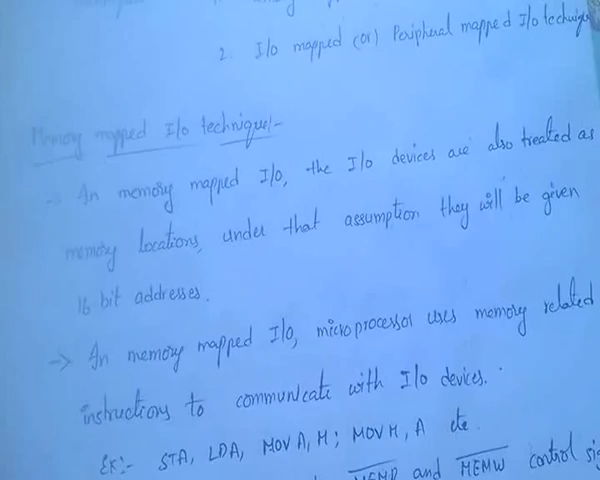 2. I/o mapped (or) Peripheral mapped I/o technique
Memory mapped I/o technique:-
→ In memory mapped I/o, the I/o devices are also treated as
memory locations, under that assumption they will be given
16 bit addresses.
→ In memory mapped I/o, microprocessor uses memory related
instructions to communicate with I/o devices.
Ex:- STA, LDA, MOV A, M; MOV M, A etc.
and MEMW control